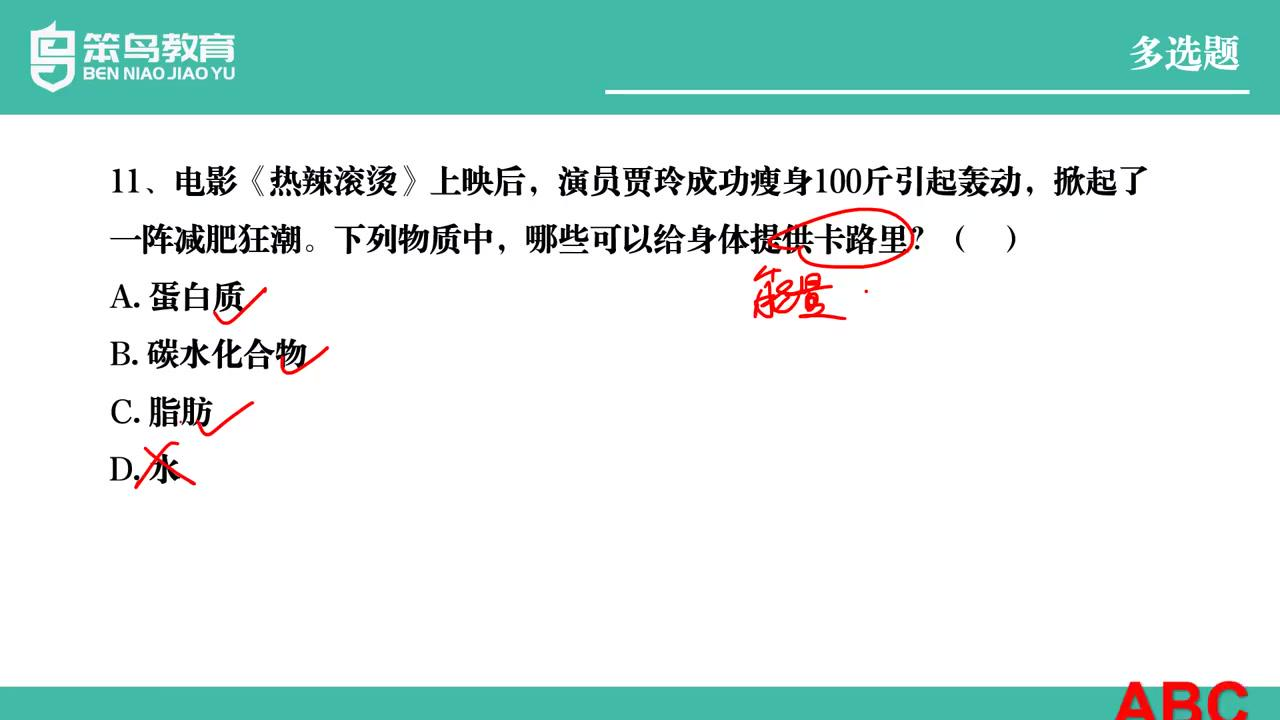 笨鸟教育
BEN NIAO JIAO YU
多选题
11、电影《热辣滚烫》上映后，演员贾玲成功瘦身100斤引起轰动，掀起了
一阵减肥狂潮。下列物质中，哪些可以给身体提供卡路里？（ ）
能量
A. 蛋白质
B. 碳水化合物
C. 脂肪
D. 水
ABC